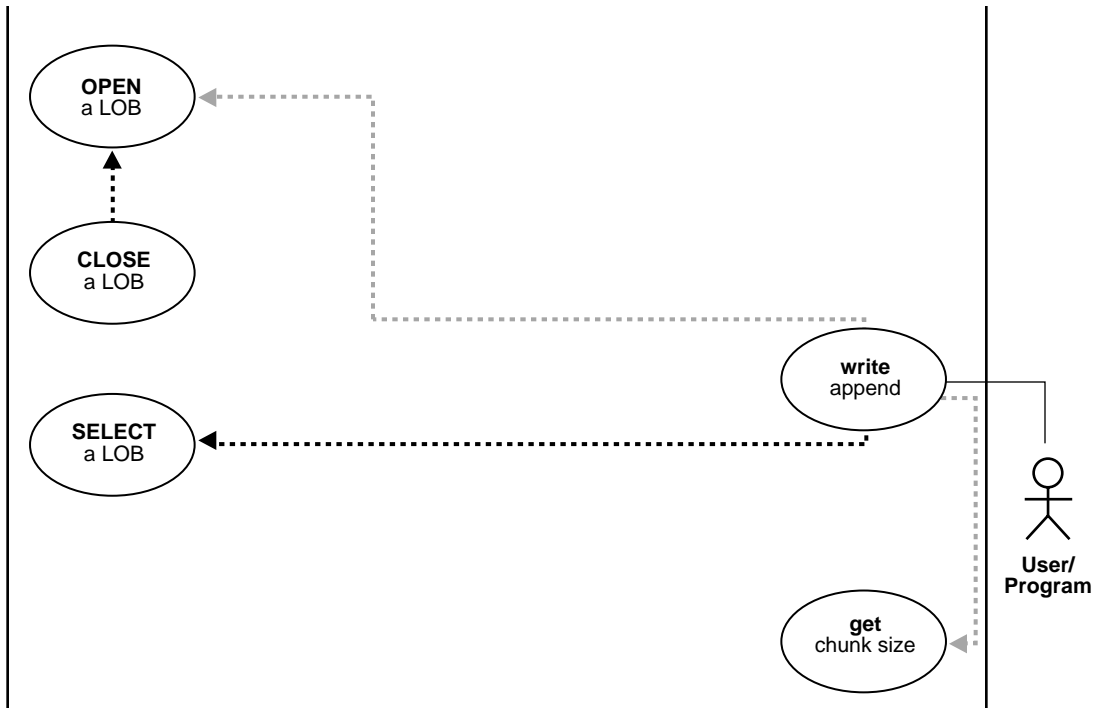 OPEN
a LOB
CLOSE
a LOB
write
append
SELECT
a LOB
User/
Program
get
chunk size